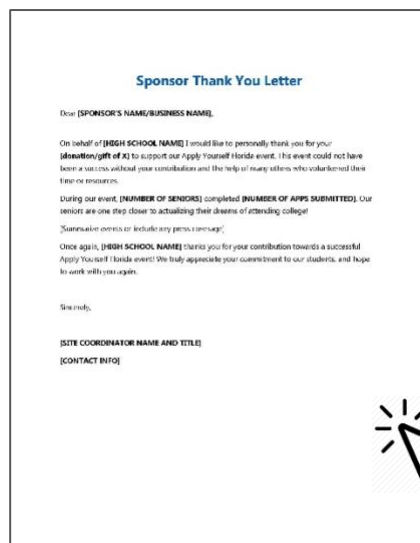 Sponsor Thank You Letter
Dear [SPONSOR'S NAME/BUSINESS NAME],
On behalf of [HIGH SCHOOL NAME] I would like to personally thank you for your
(donation/gift of X) to support our Apply Yourself Florida event. This event could not have
been a success without your contribution and the help of many others who volunteered their
time or resources.
During our event, [NUMBER OF SENIORS] completed [NUMBER OF APPS SUBMITTED]. Our
seniors are one step closer to actualizing their dreams of attending college!
[Summarize events or include any press coverage]
Once again, [HIGH SCHOOL NAME] thanks you for your contribution towards a successful
Apply Yourself Florida event! We truly appreciate your commitment to our students, and hope
to work with you again.
Sincerely,
[SITE COORDINATOR NAME AND TITLE]
[CONTACT INFO]